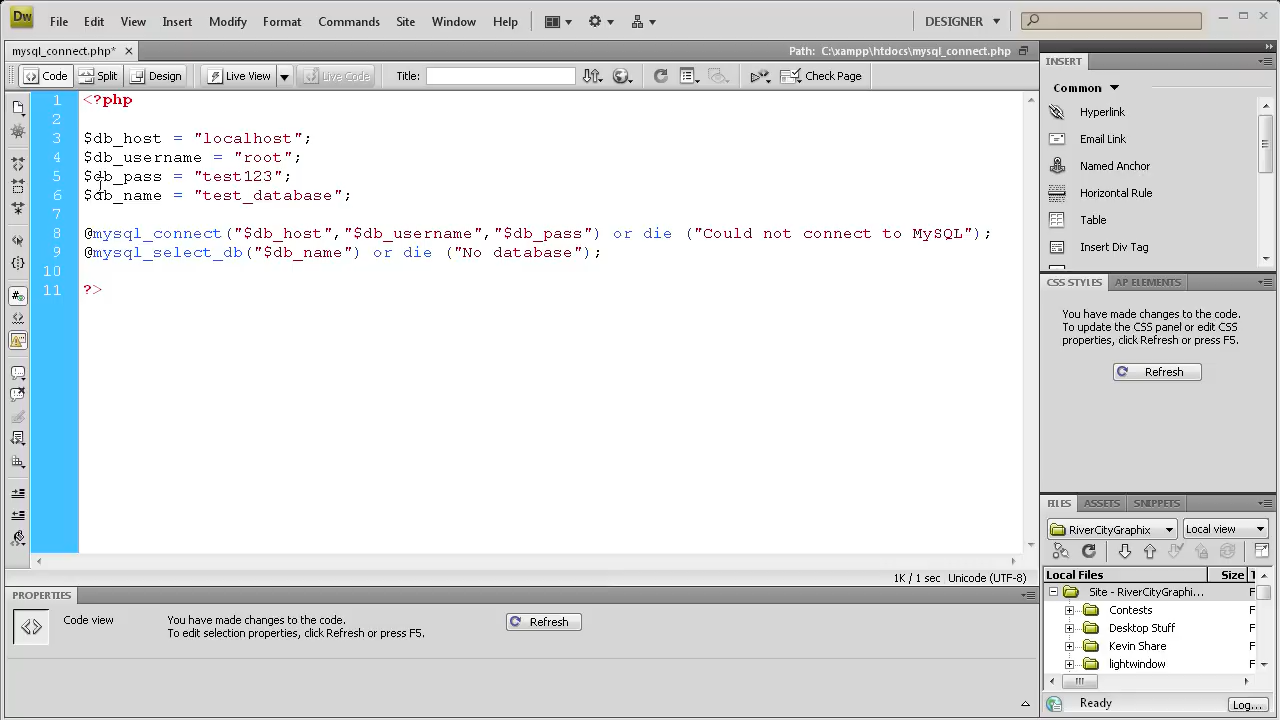 Dw File Edit View Insert Modify Format Commands Site Window Help DESIGNER
mysql_connect.php* Path: C:\xampp\htdocs\mysql_connect.php
Code Split Design Live View Live Code Title: Check Page
1 <?php
2
3 $db_host = "localhost";
4 $db_username = "root";
5 $db_pass = "test123";
6 $db_name = "test_database";
7
8 @mysql_connect("$db_host","$db_username","$db_pass") or die ("Could not connect to MySQL");
9 @mysql_select_db("$db_name") or die ("No database");
10
11 ?>
1K / 1 sec Unicode (UTF-8)
PROPERTIES
Code view
You have made changes to the code.
To edit selection properties, click Refresh or press F5.
Refresh
INSERT
Common
Hyperlink
Email Link
Named Anchor
Horizontal Rule
Table
Insert Div Tag
CSS STYLES AP ELEMENTS
You have made changes to the code.
To update the CSS panel or edit CSS
properties, click Refresh or press F5.
Refresh
FILES ASSETS SNIPPETS
RiverCityGraphix Local view
Local Files Size T
Site - RiverCityGraphi... F
Contests F
Desktop Stuff F
Kevin Share F
lightwindow F
Ready Log...